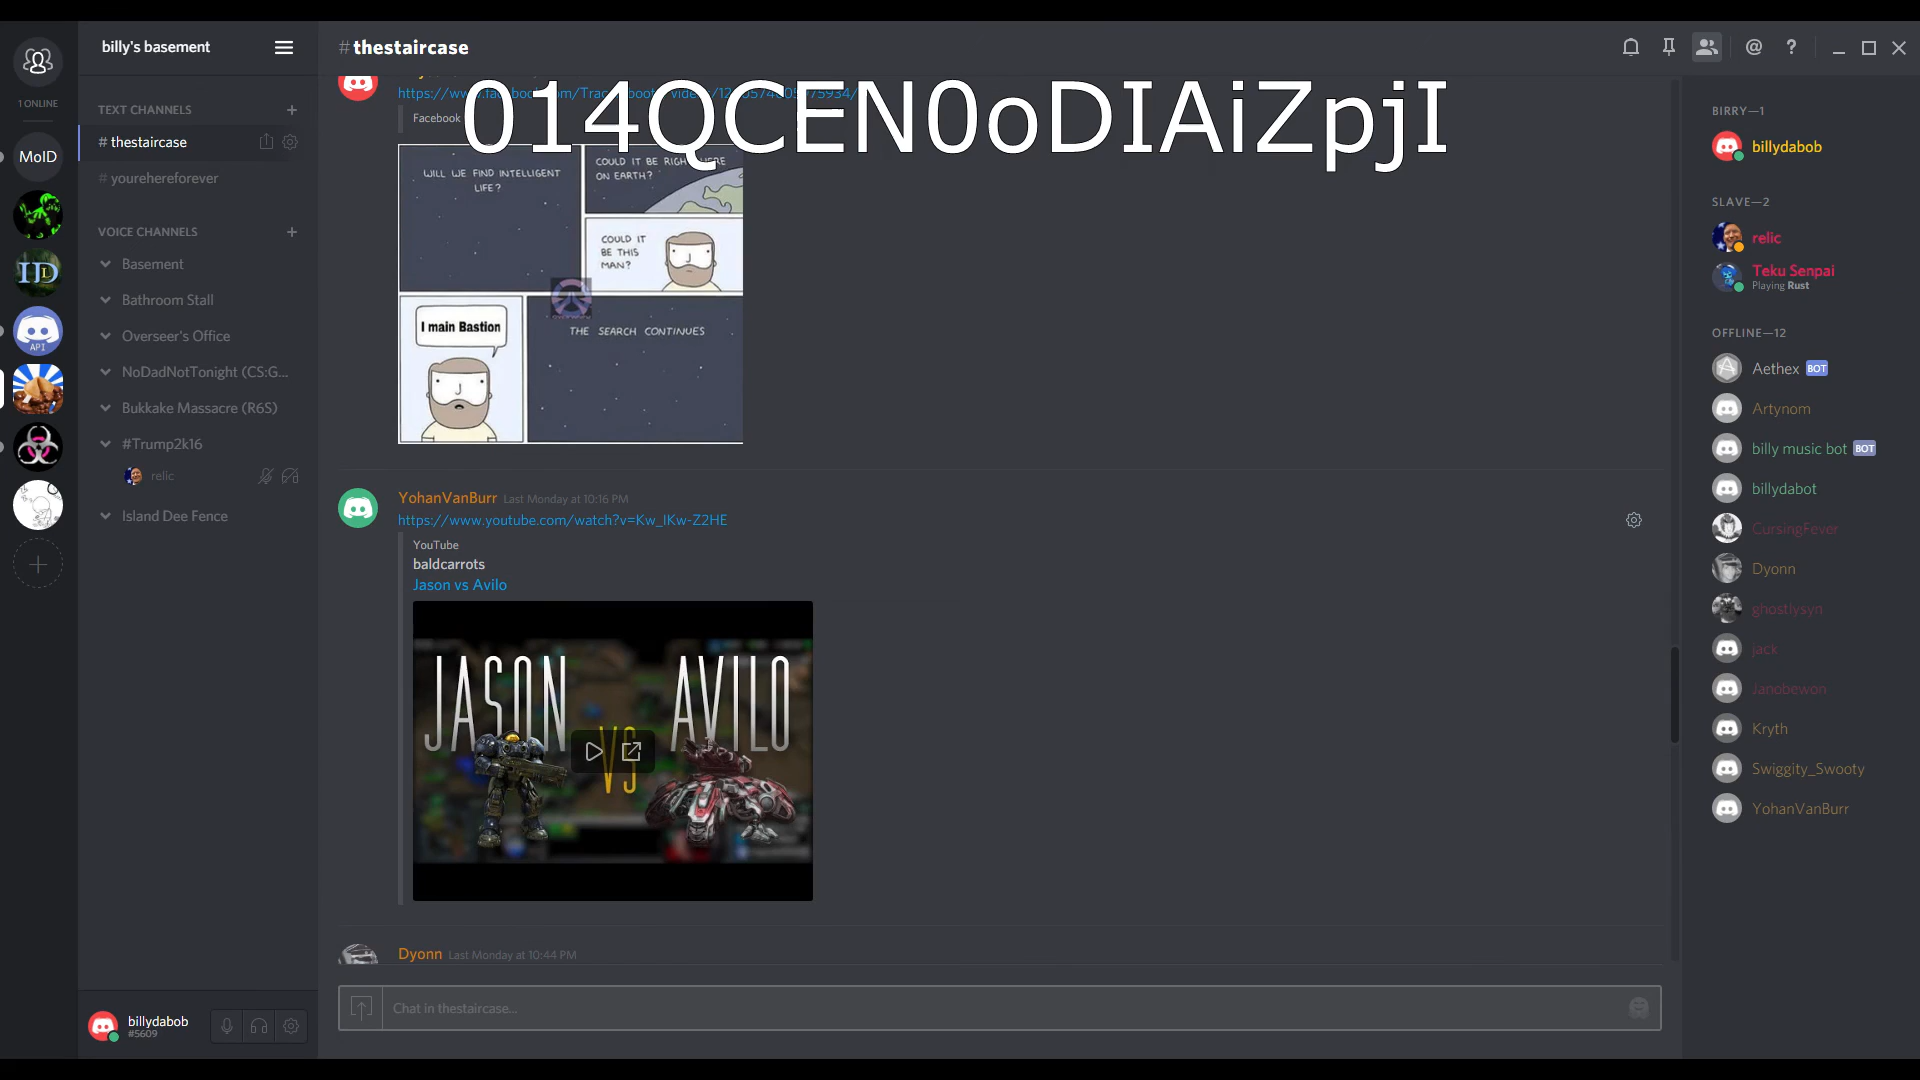 billy's basement
1 ONLINE
MoID
API
TEXT CHANNELS
# thestaircase
# yourehereforever
VOICE CHANNELS
Basement
Bathroom Stall
Overseer's Office
NoDadNotTonight (CS:G...
Bukkake Massacre (R6S)
#Trump2k16
relic
Island Dee Fence
billydabob
#5609
#thestaircase
014QCEN0oDIAiZpjI
Facebook
WILL WE FIND INTELLIGENT
LIFE?
COULD IT BE RIGHT HERE
ON EARTH?
COULD IT
BE THIS
MAN?
I main Bastion
THE SEARCH CONTINUES
YohanVanBurr Last Monday at 10:16 PM
https://www.youtube.com/watch?v=Kw_IKw-Z2HE
YouTube
baldcarrots
Jason vs Avilo
JASON VS AVILO
Dyonn Last Monday at 10:44 PM
Chat in thestaircase...
BIRRY—1
billydabob
SLAVE—2
relic
Teku Senpai
Playing Rust
OFFLINE—12
Aethex BOT
Artynom
billy music bot BOT
billydabot
CursingFever
Dyonn
ghostlysyn
jack
Janobewon
Kryth
Swiggity_Swooty
YohanVanBurr